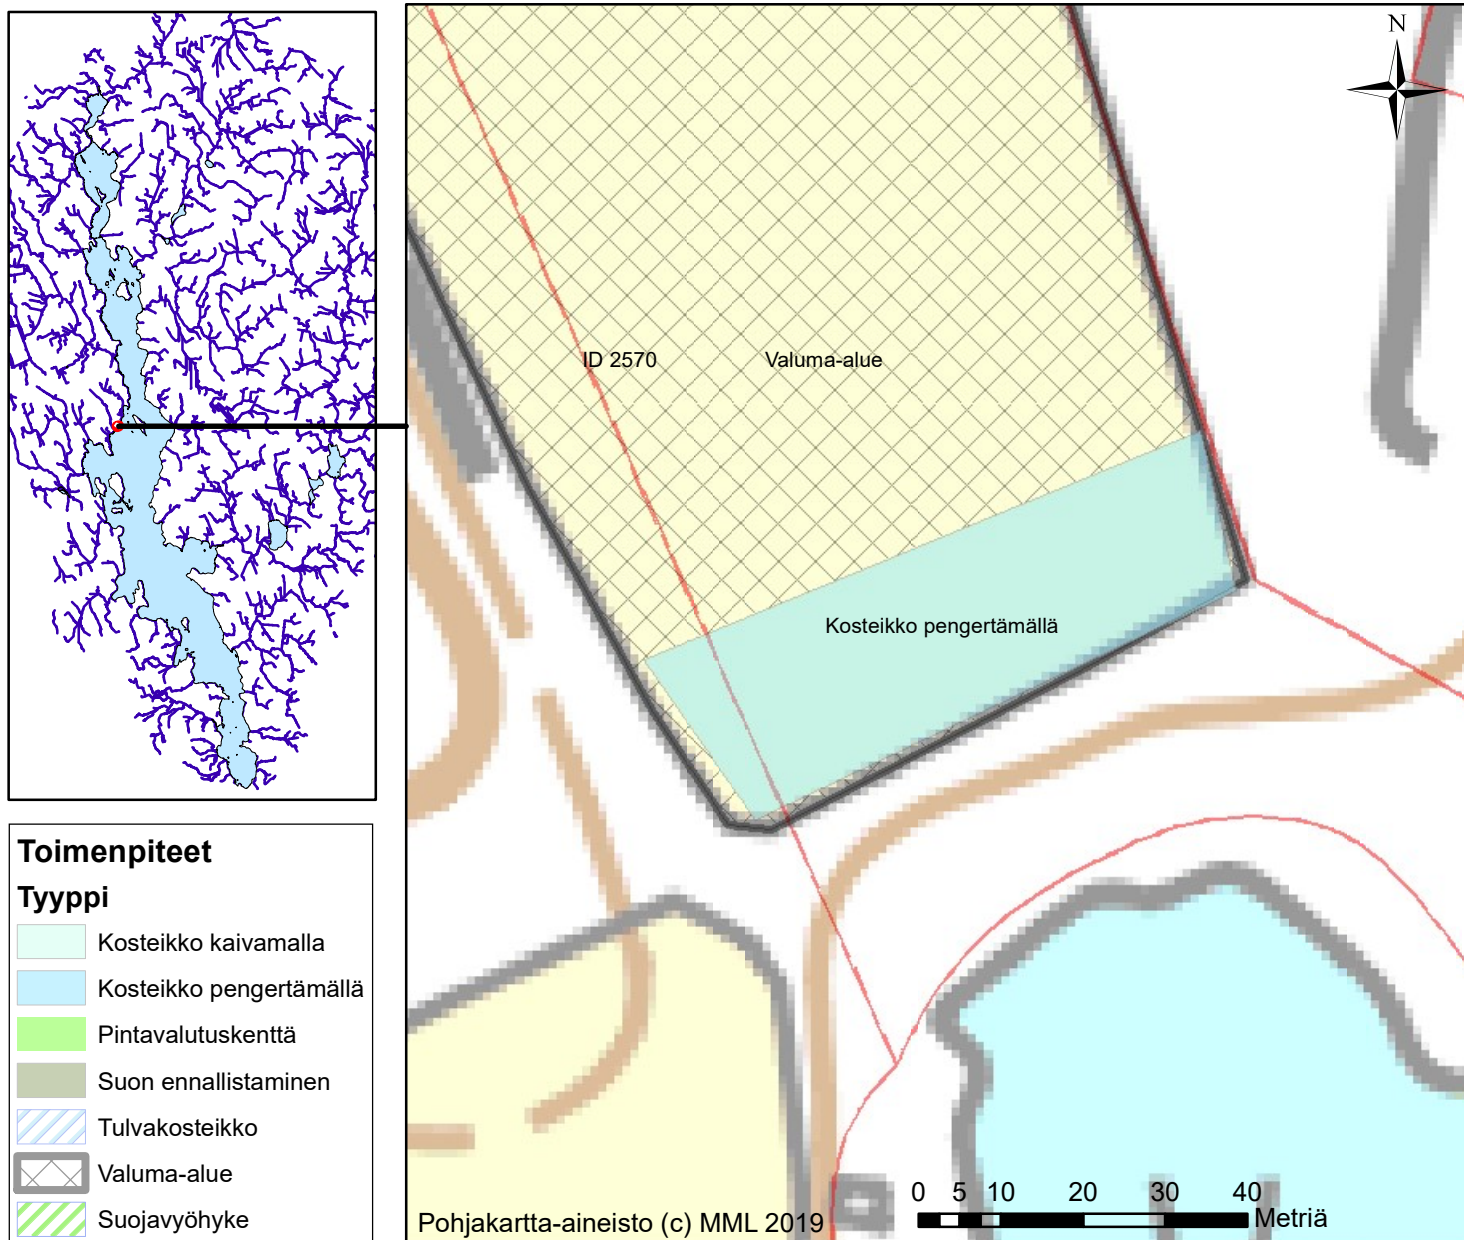 N
ID 2570
Valuma-alue
Kosteikko pengertämällä
Toimenpiteet
Tyyppi
Kosteikko kaivamalla
Kosteikko pengertämällä
Pintavalutuskenttä
Suon ennallistaminen
Tulvakosteikko
Valuma-alue
Suojavyöhyke
0 5 10 20 30 40
Metriä
Pohjakartta-aineisto (c) MML 2019